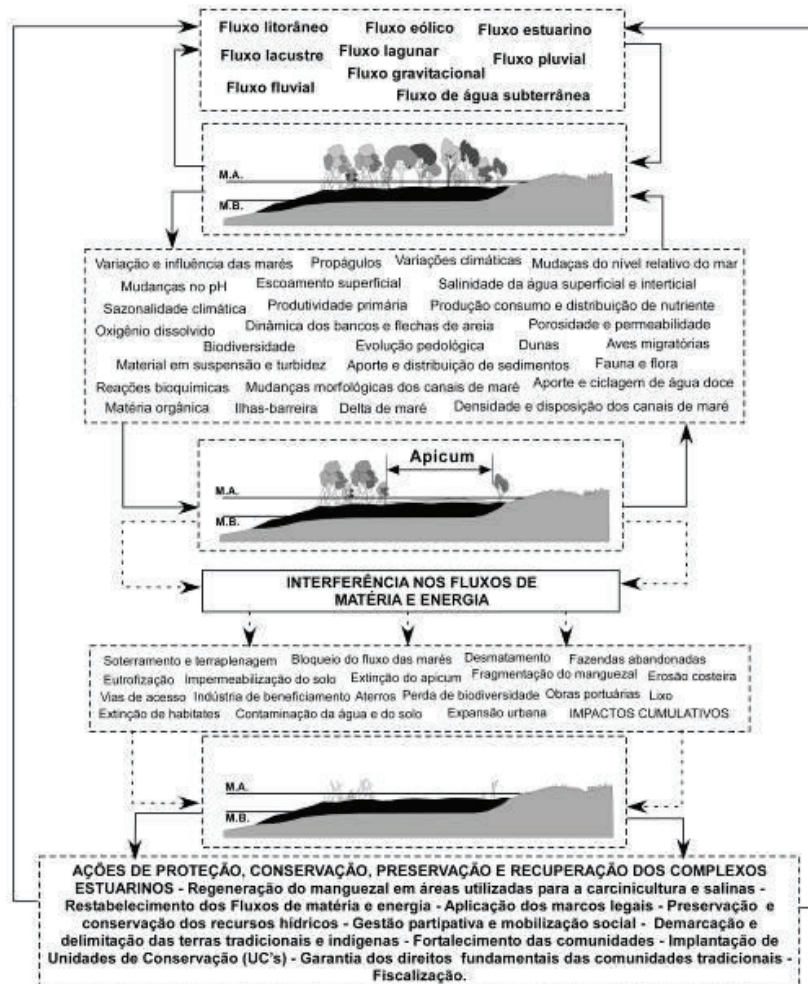 Fluxo litorâneo Fluxo eólico Fluxo estuarino
Fluxo lacustre Fluxo lagunar Fluxo pluvial
Fluxo gravitacional
Fluxo fluvial
Fluxo de água subterrânea
M.A.
M.B.
Variação e influência das marés Propágulos Variações climáticas Mudaças do nível relativo do mar
Mudanças no pH Escoamento superficial Salinidade da água superficial e intertícial
Sazonalidade climática Produtividade primária Produção consumo e distribuição de nutriente
Oxigênio dissolvido Dinâmica dos bancos e flechas de areia Porosidade e permeabilidade
Biodiversidade Evolução pedológica Dunas Aves migratórias
Material em suspensão e turbidez Aporte e distribuição de sedimentos Fauna e flora
Reações bioquímicas Mudanças morfológicas dos canais de maré Aporte e ciclagem de água doce
Matéria orgânica Ilhas-barreira Delta de maré Densidade e disposição dos canais de maré
Apicum
M.A.
M.B.
INTERFERÊNCIA NOS FLUXOS DE
MATÉRIA E ENERGIA
Soterramento e terraplenagem Bloqueio do fluxo das marés Desmatamento Fazendas abandonadas
Eutrofização Impermeabilização do solo Extinção do apicum Fragmentação do manguezal Erosão costeira
Vias de acesso Indústria de beneficiamento Aterros Perda de biodiversidade Obras portuárias Lixo
Extinção de habitates Contaminação da água e do solo Expansão urbana IMPACTOS CUMULATIVOS
M.A.
M.B.
AÇÕES DE PROTEÇÃO, CONSERVAÇÃO, PRESERVAÇÃO E RECUPERAÇÃO DOS COMPLEXOS
ESTUARINOS - Regeneração do manguezal em áreas utilizadas para a carcinicultura e salinas -
Restabelecimento dos Fluxos de matéria e energia - Aplicação dos marcos legais - Preservação e
conservação dos recursos hídricos - Gestão partipativa e mobilização social - Demarcação e
delimitação das terras tradicionais e indígenas - Fortalecimento das comunidades - Implantação de
Unidades de Conservação (UC's) - Garantia dos direitos fundamentais das comunidades tradicionais -
Fiscalização.